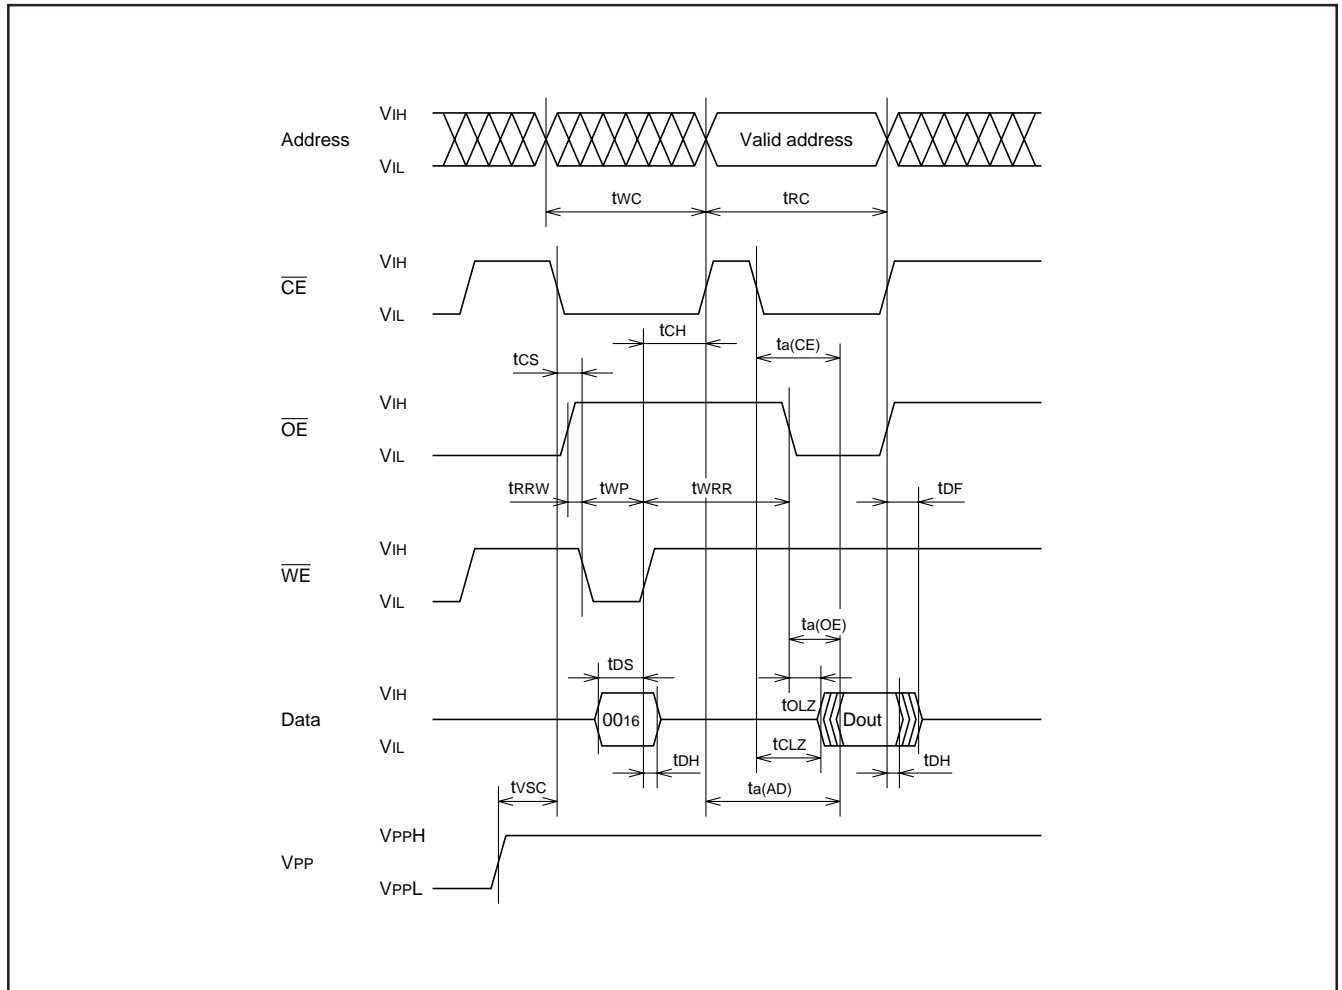 VIH
Address
Valid address
VIL
tWC
tRC
VIH
CE
VIL
tCH
ta(CE)
tCS
VIH
OE
VIL
tRRW
tWP
tWRR
tDF
VIH
WE
VIL
ta(OE)
tDS
VIH
tOLZ
Data
0016
Dout
VIL
tCLZ
tDH
tDH
tVSC
ta(AD)
VPPH
VPP
VPPL